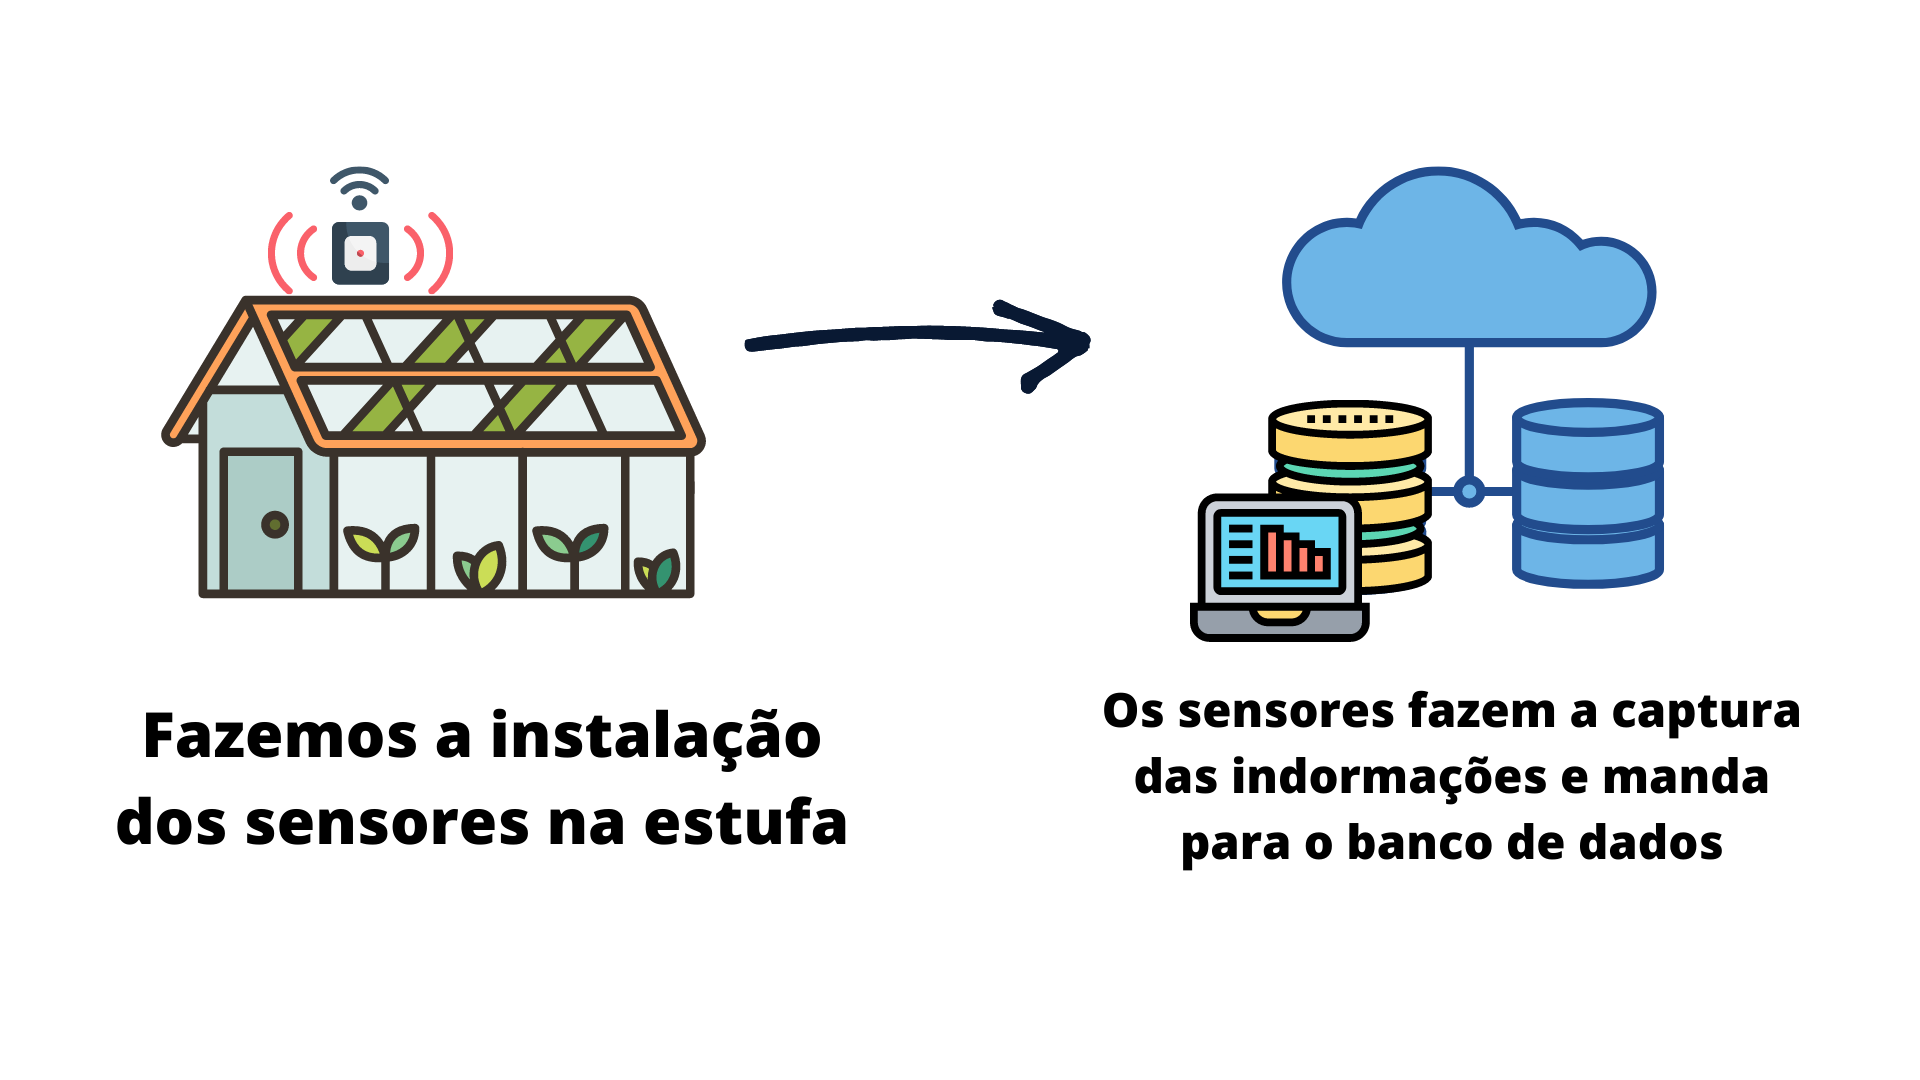 Fazemos a instalação
dos sensores na estufa
Os sensores fazem a captura
das indormações e manda
para o banco de dados